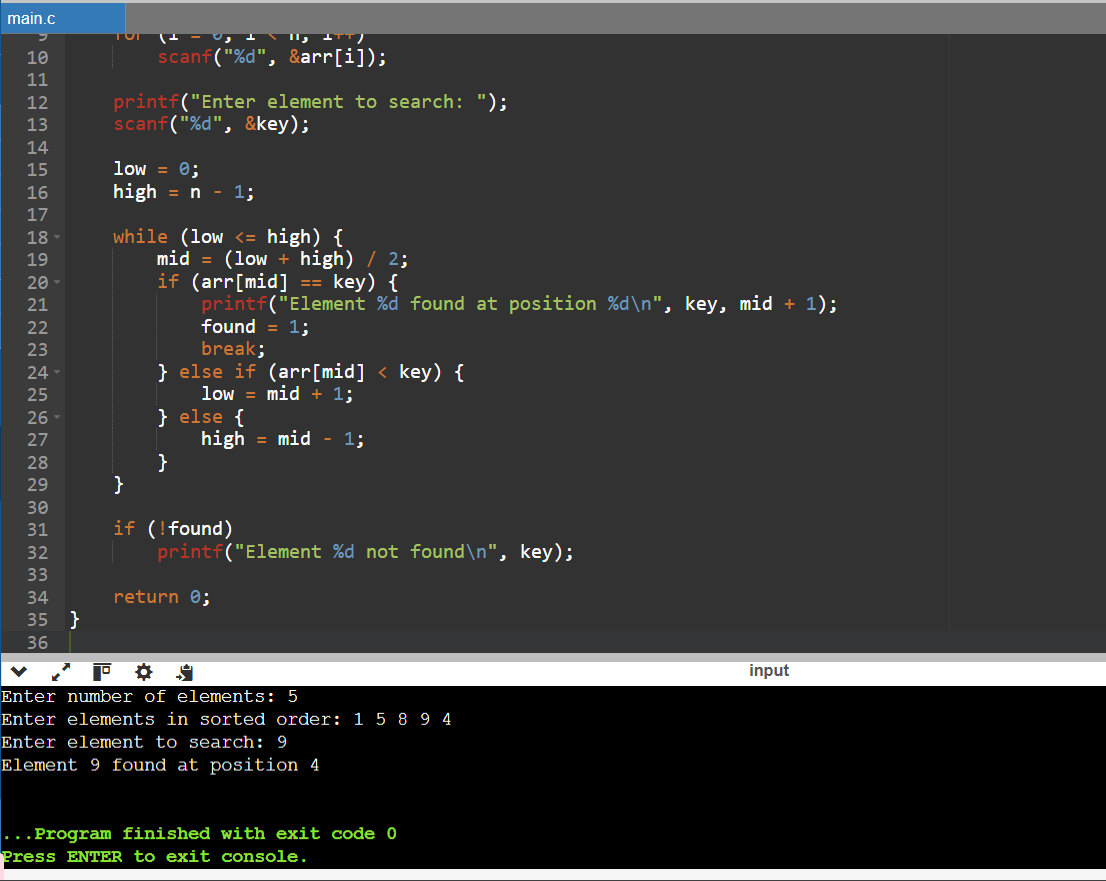 main.c
9 for (i = 0; i < n; i++)
10 scanf("%d", &arr[i]);
11
12 printf("Enter element to search: ");
13 scanf("%d", &key);
14
15 low = 0;
16 high = n - 1;
17
18 while (low <= high) {
19 mid = (low + high) / 2;
20 if (arr[mid] == key) {
21 printf("Element %d found at position %d\n", key, mid + 1);
22 found = 1;
23 break;
24 } else if (arr[mid] < key) {
25 low = mid + 1;
26 } else {
27 high = mid - 1;
28 }
29 }
30
31 if (!found)
32 printf("Element %d not found\n", key);
33
34 return 0;
35 }
36
input
Enter number of elements: 5
Enter elements in sorted order: 1 5 8 9 4
Enter element to search: 9
Element 9 found at position 4
...Program finished with exit code 0
Press ENTER to exit console.